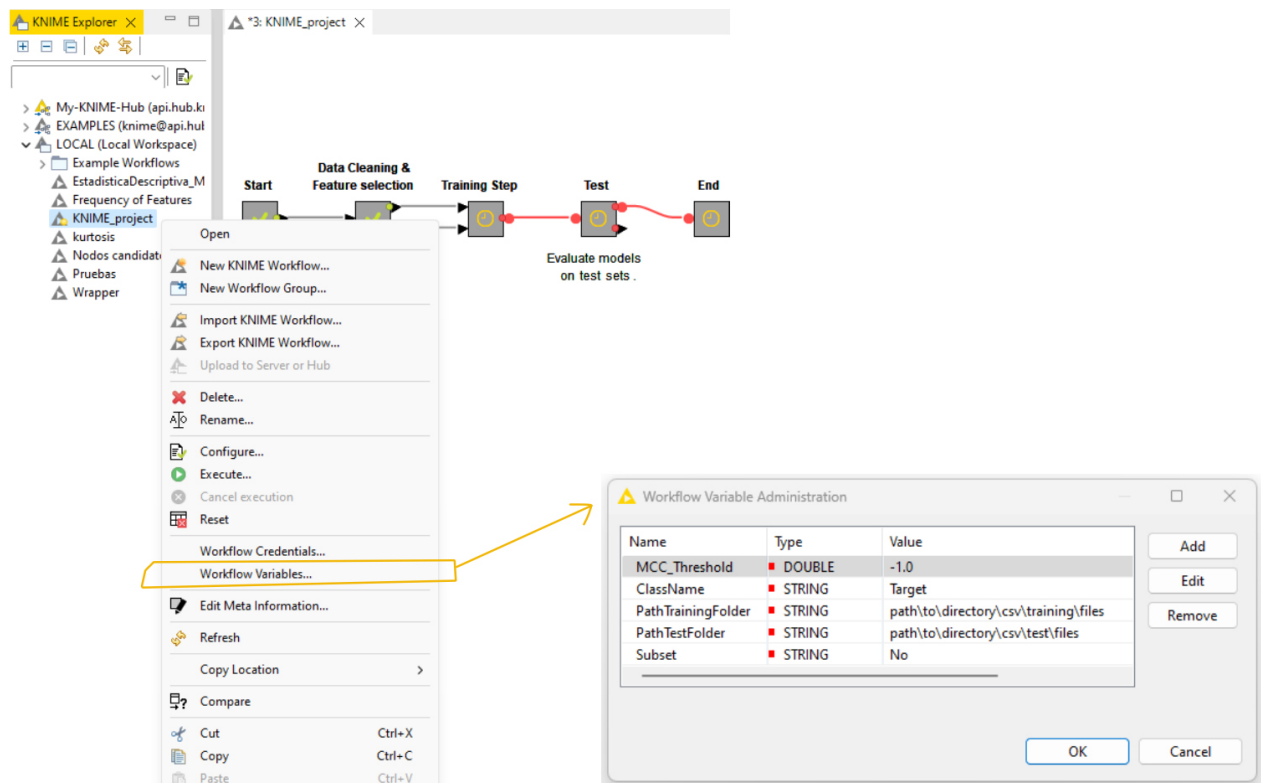 KNIME Explorer
*3: KNIME_project
My-KNIME-Hub (api.hub.kn
EXAMPLES (knime@api.hub
LOCAL (Local Workspace)
Example Workflows
EstadisticaDescriptiva_M
Frequency of Features
KNIME_project
kurtosis
Nodos candidat
Pruebas
Wrapper
Start
Data Cleaning &
Feature selection
Training Step
Test
End
Evaluate models
on test sets .
Open
New KNIME Workflow...
New Workflow Group...
Import KNIME Workflow...
Export KNIME Workflow...
Upload to Server or Hub
Delete...
Rename...
Configure...
Execute...
Cancel execution
Reset
Workflow Credentials...
Workflow Variables...
Edit Meta Information...
Refresh
Copy Location
Compare
Cut Ctrl+X
Copy Ctrl+C
Paste Ctrl+V
Workflow Variable Administration
Name Type Value
MCC_Threshold DOUBLE -1.0
ClassName STRING Target
PathTrainingFolder STRING path\to\directory\csv\training\files
PathTestFolder STRING path\to\directory\csv\test\files
Subset STRING No
Add
Edit
Remove
OK Cancel